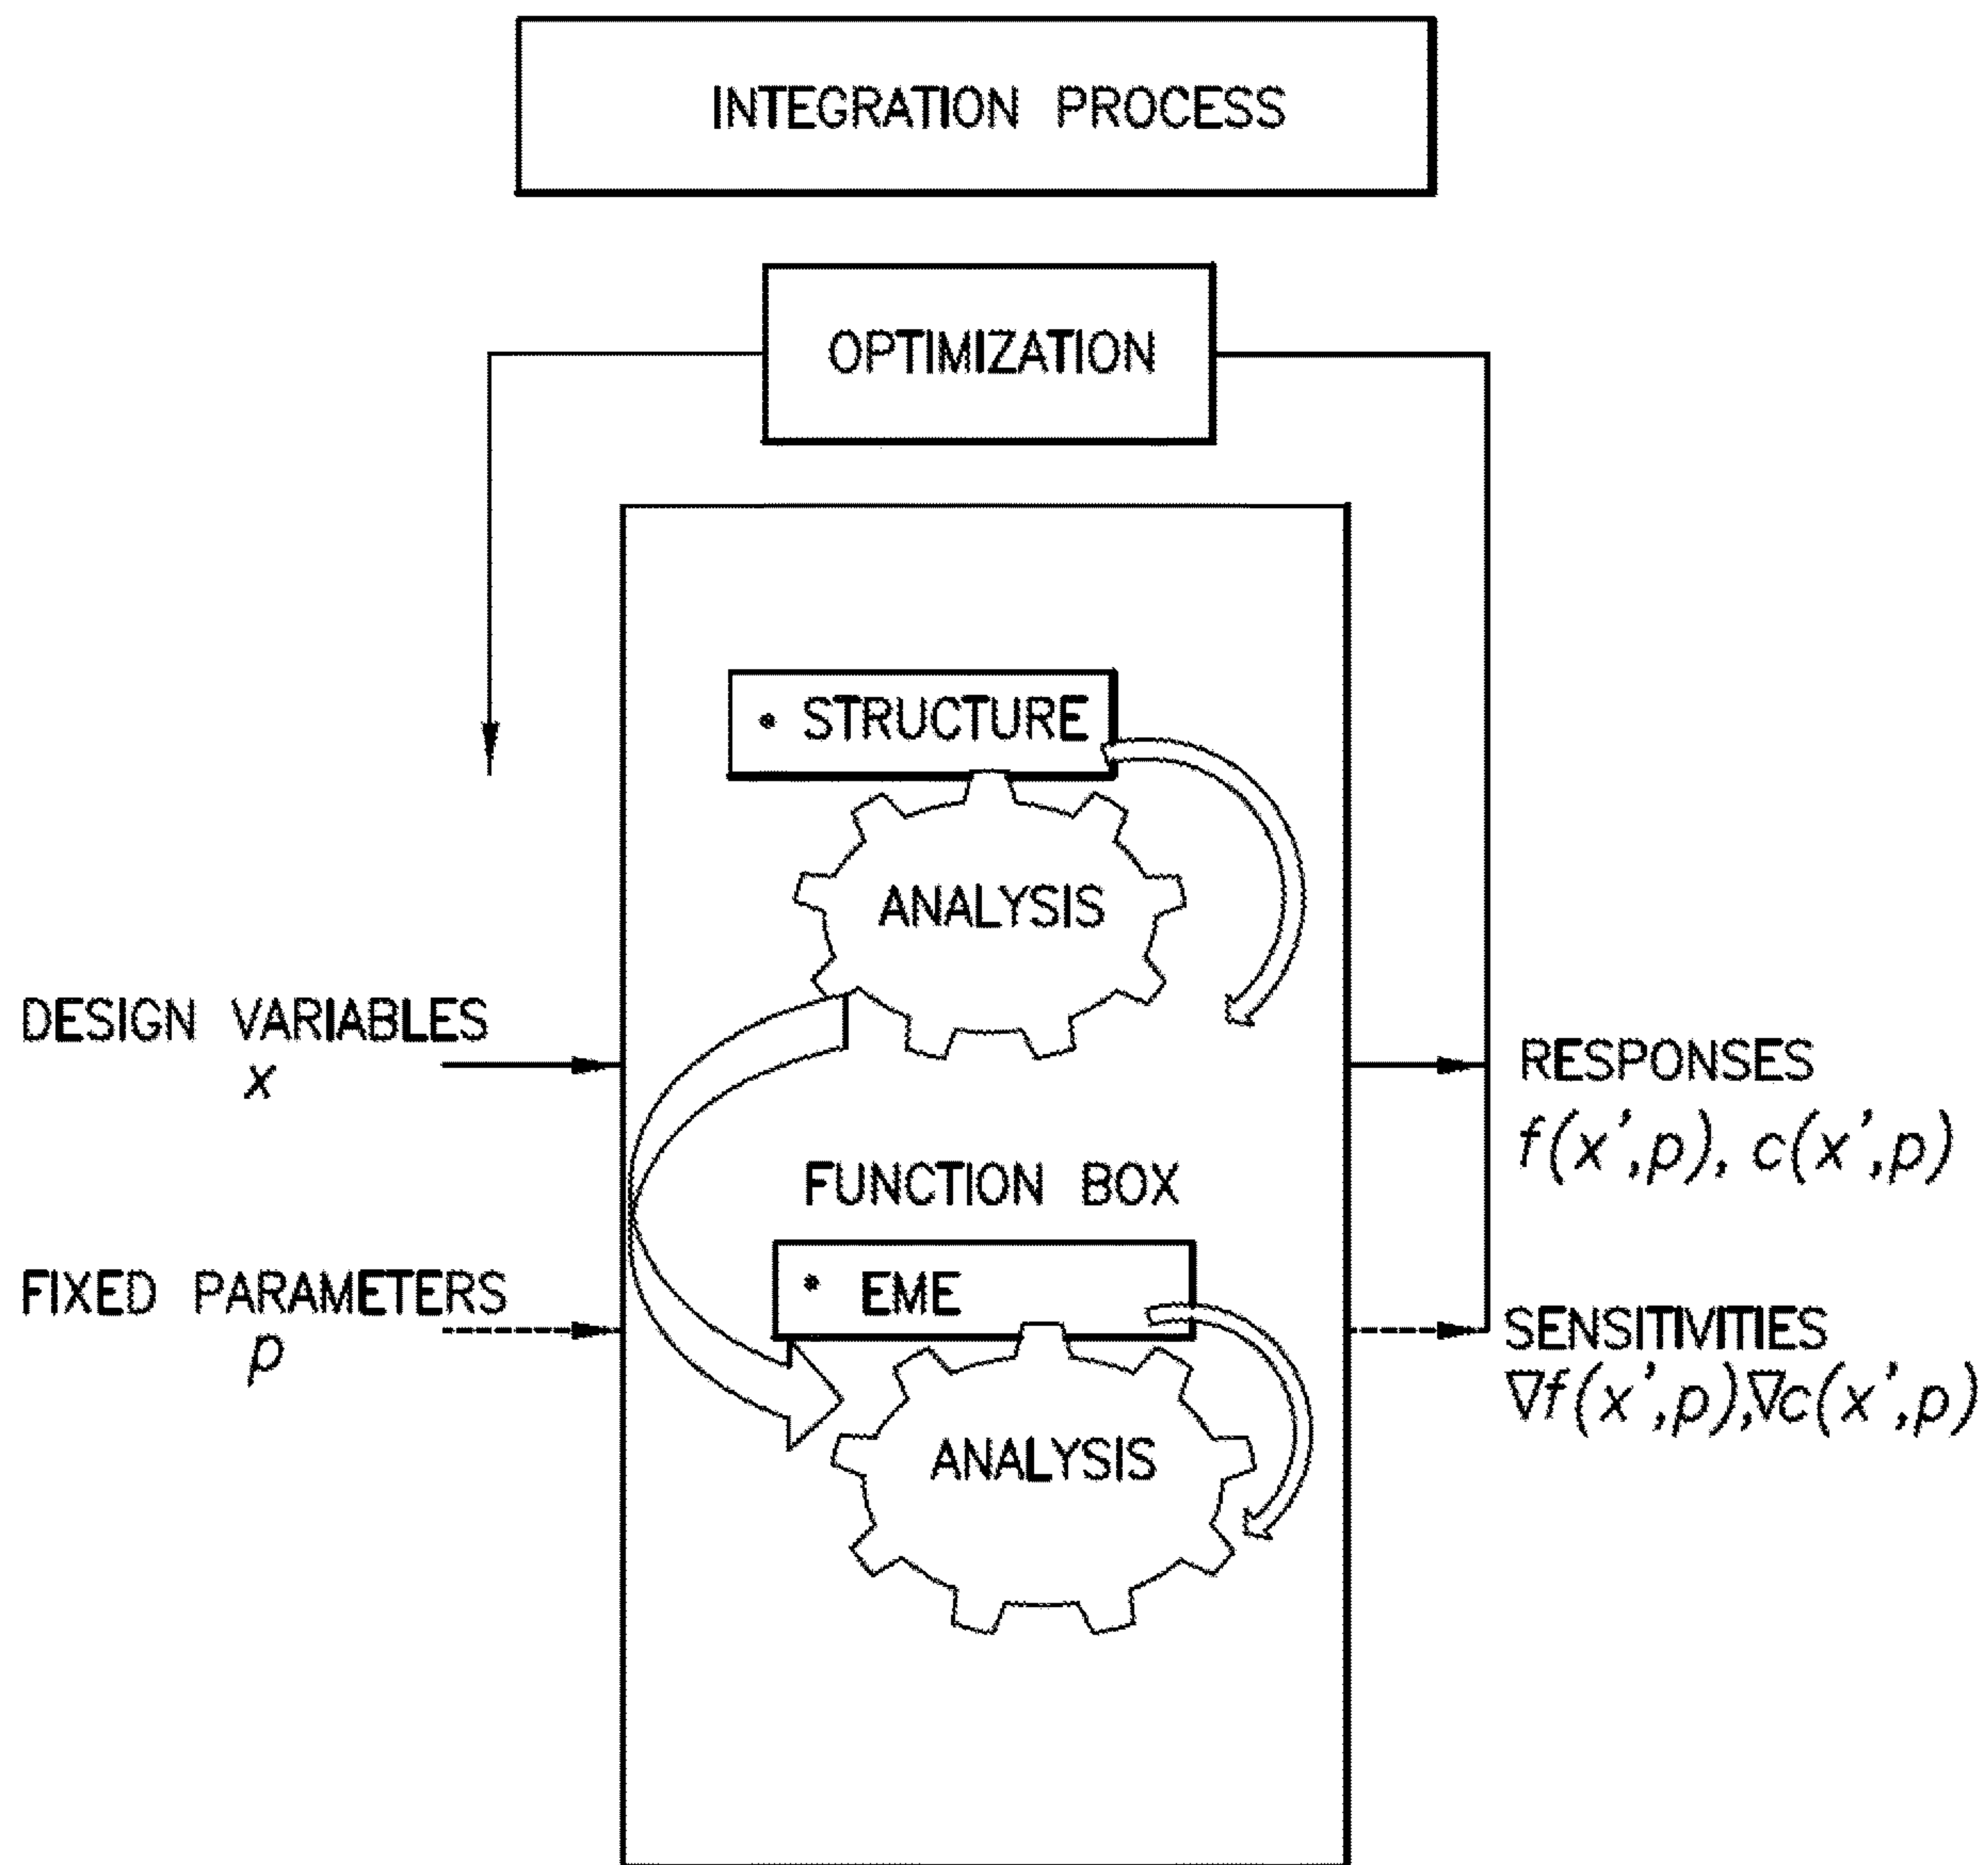 INTEGRATION PROCESS
OPTIMIZATION
• STRUCTURE
ANALYSIS
DESIGN VARIABLES
x
RESPONSES
f(x',p), c(x',p)
FUNCTION BOX
• EME
FIXED PARAMETERS
p
SENSITIVITIES
∇f(x',p),∇c(x',p)
ANALYSIS